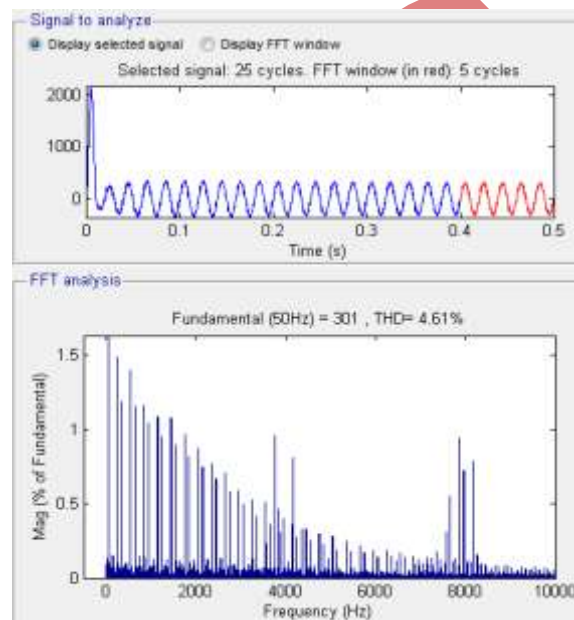 Signal to analyze
Display selected signal Display FFT window
Selected signal: 25 cycles. FFT window (in red): 5 cycles
2000
1000
0
0 0.1 0.2 0.3 0.4 0.5
Time (s)
FFT analysis
Fundamental (50Hz) = 301 , THD= 4.61%
1.5
1
0.5
0
Mag (% of Fundamental)
0 2000 4000 6000 8000 10000
Frequency (Hz)